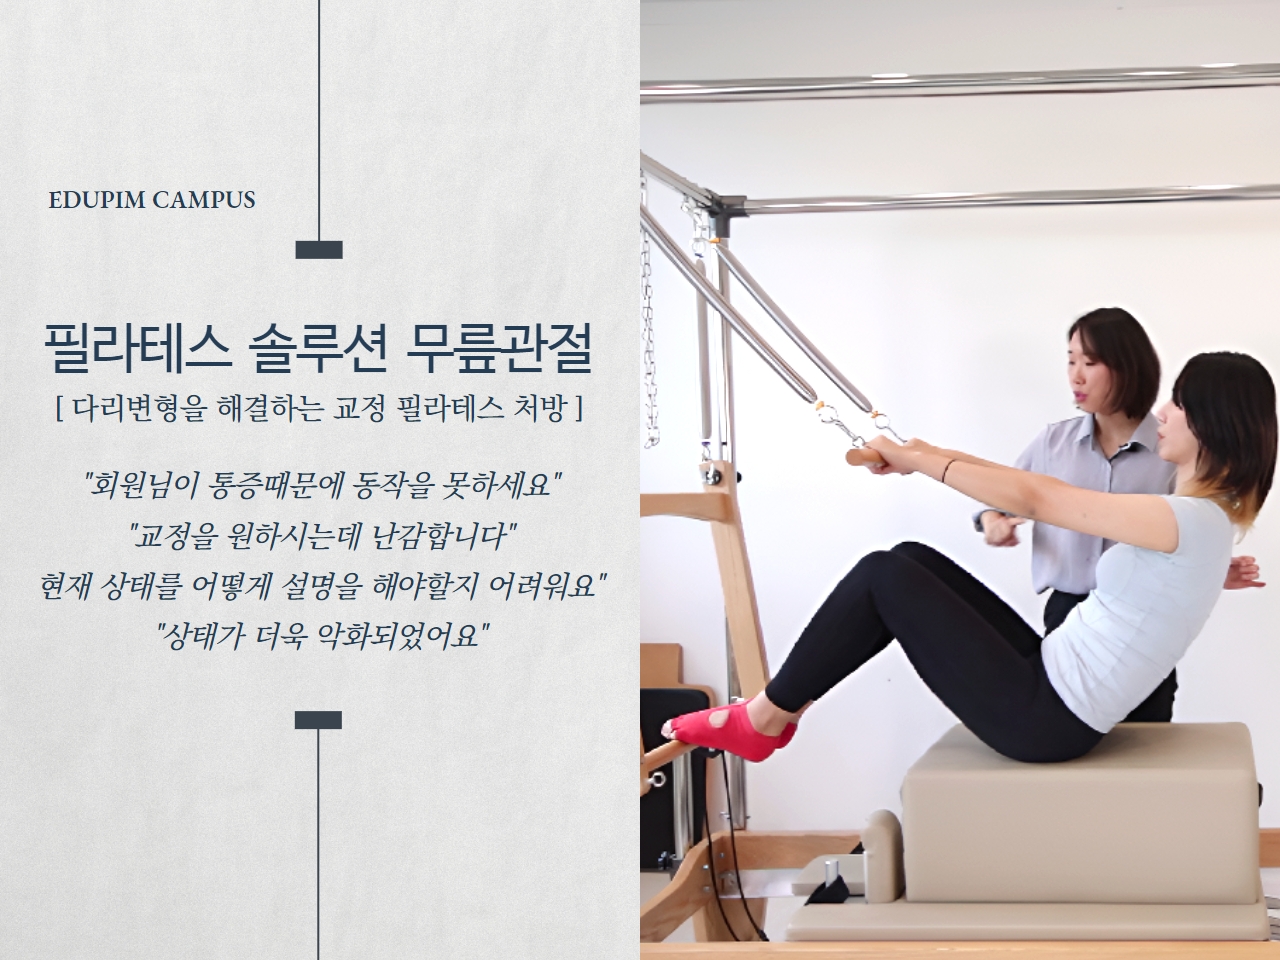 EDUPIM CAMPUS
필라테스 솔루션 무릎관절
[ 다리변형을 해결하는 교정 필라테스 처방 ]
"회원님이 통증때문에 동작을 못하세요"
"교정을 원하시는데 난감합니다"
현재 상태를 어떻게 설명을 해야할지 어려워요"
"상태가 더욱 악화되었어요"